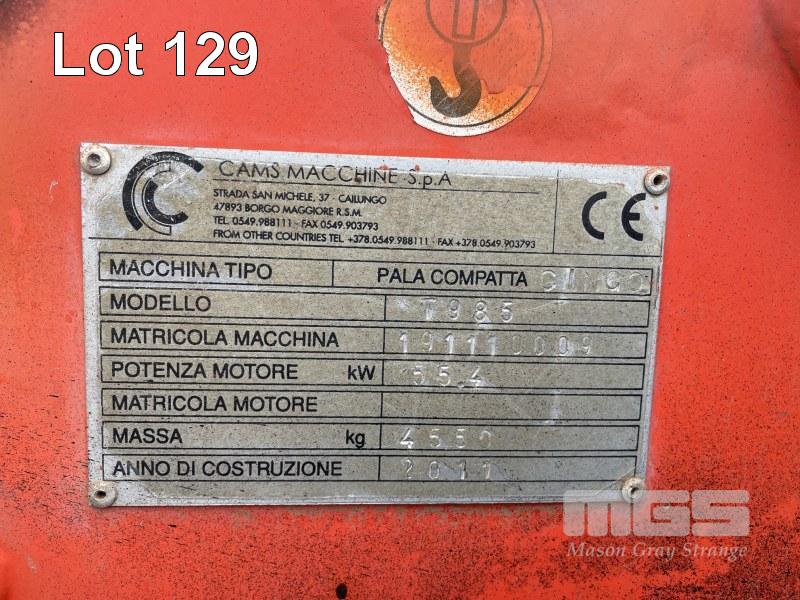 Lot 129
CAMS MACCHINE S.p.A
STRADA SAN MICHELE, 37 - CAILUNGO
47893 BORGO MAGGIORE R.S.M.
TEL. 0549.988111 - FAX 0549.903793
FROM OTHER COUNTRIES TEL. +378.0549.988111 - FAX +378.0549.903793
CE
MACCHINA TIPO PALA COMPATTA CINGO
MODELLO T985
MATRICOLA MACCHINA 191110009
POTENZA MOTORE kW 55.4
MATRICOLA MOTORE
MASSA kg 4550
ANNO DI COSTRUZIONE 2011
MGS
Mason Gray Strange